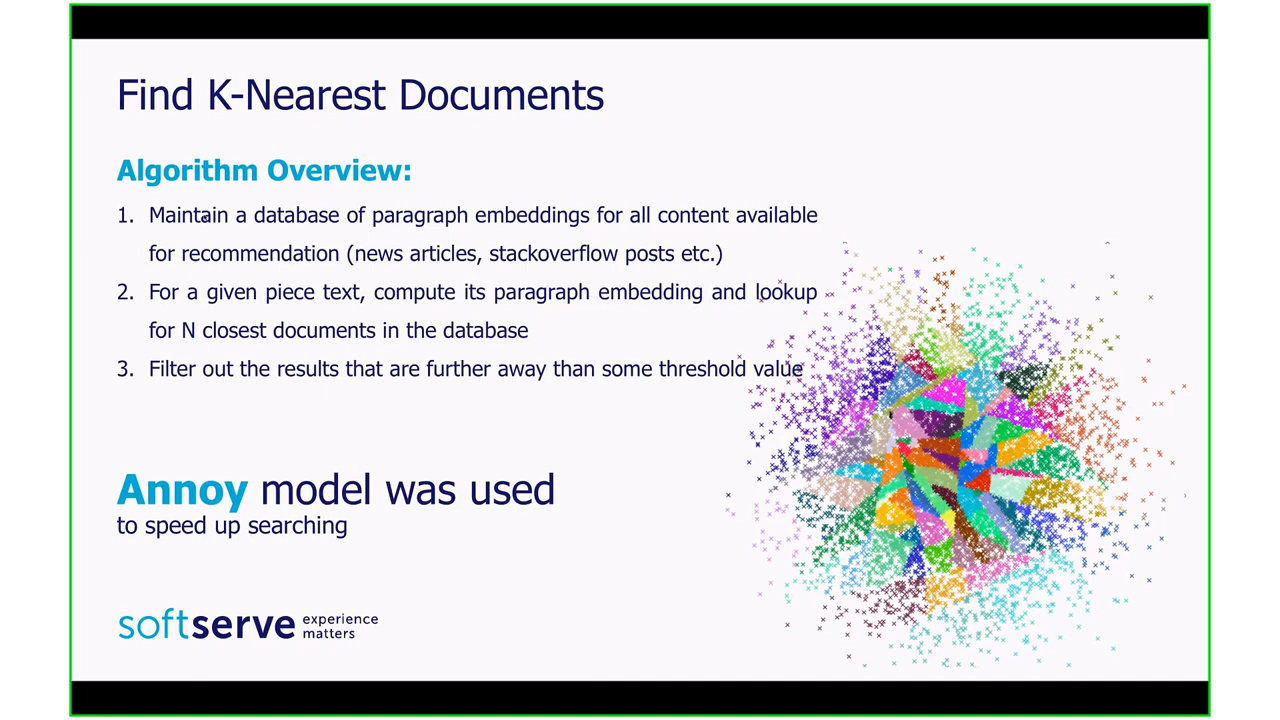 Find K-Nearest Documents
Algorithm Overview:
1. Maintain a database of paragraph embeddings for all content available
for recommendation (news articles, stackoverflow posts etc.)
2. For a given piece text, compute its paragraph embedding and lookup
for N closest documents in the database
3. Filter out the results that are further away than some threshold value
Annoy model was used
to speed up searching
softserve experience
matters